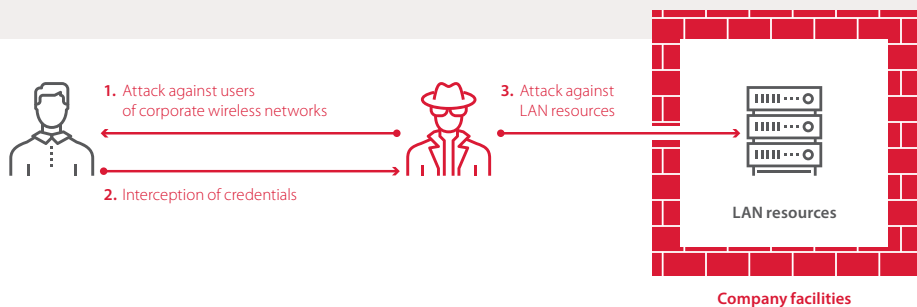 1. Attack against users
of corporate wireless networks
2. Interception of credentials
3. Attack against
LAN resources
LAN resources
Company facilities